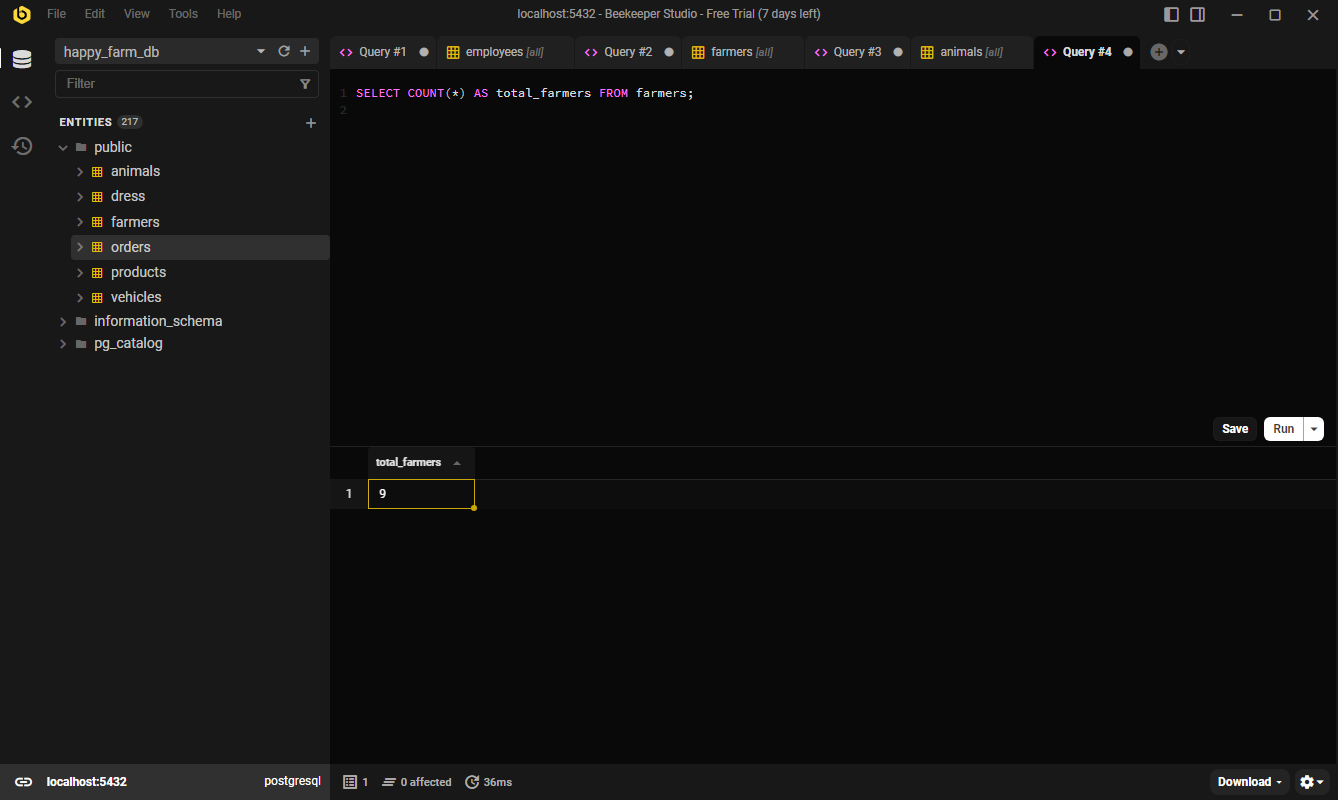 File Edit View Tools Help
localhost:5432 - Beekeeper Studio - Free Trial (7 days left)
happy_farm_db
Query #1 employees [all] Query #2 farmers [all] Query #3 animals [all] Query #4
Filter
ENTITIES 217
public
animals
dress
farmers
orders
products
vehicles
information_schema
pg_catalog
1 SELECT COUNT(*) AS total_farmers FROM farmers;
2
Save Run
total_farmers
1 9
localhost:5432 postgresql
1 0 affected 36ms
Download